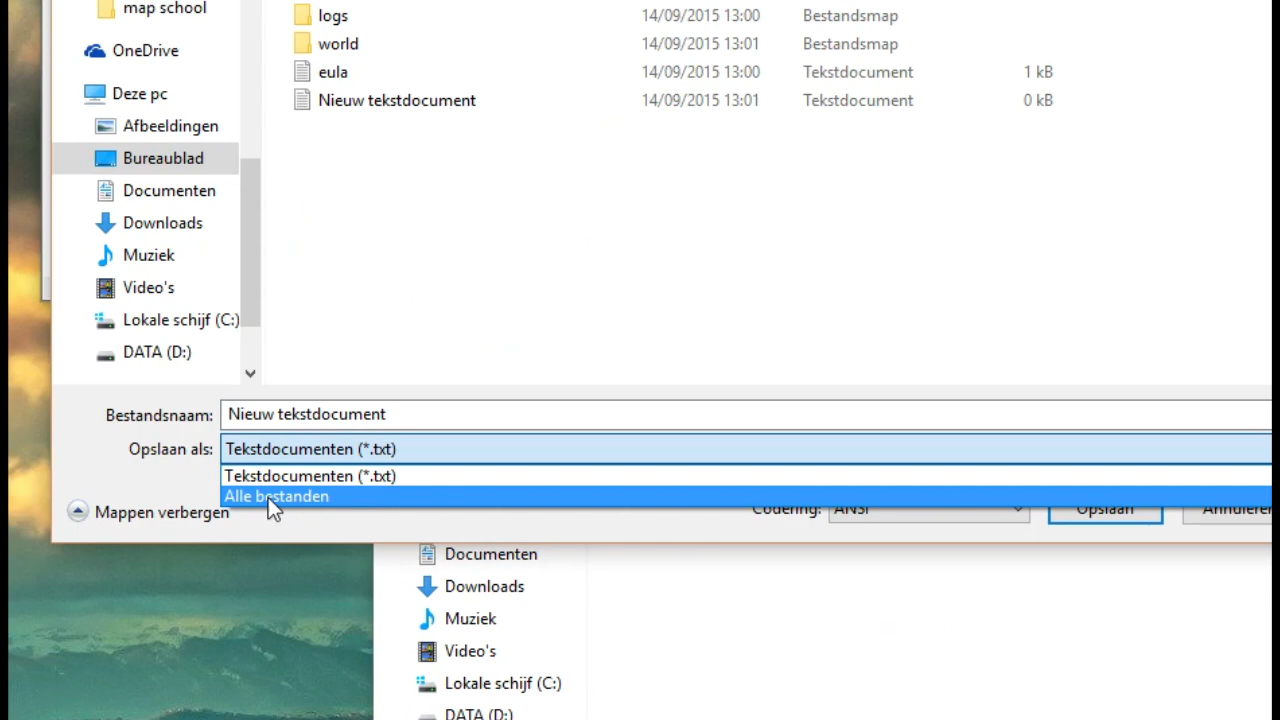 map school
OneDrive
Deze pc
Afbeeldingen
Bureaublad
Documenten
Downloads
Muziek
Video's
Lokale schijf (C:)
DATA (D:)
logs 14/09/2015 13:00 Bestandsmap
world 14/09/2015 13:01 Bestandsmap
eula 14/09/2015 13:00 Tekstdocument 1 kB
Nieuw tekstdocument 14/09/2015 13:01 Tekstdocument 0 kB
Bestandsnaam: Nieuw tekstdocument
Opslaan als: Tekstdocumenten (*.txt)
Tekstdocumenten (*.txt)
Alle bestanden
Mappen verbergen Codering: ANSI Opslaan Annuleren
Documenten
Downloads
Muziek
Video's
Lokale schijf (C:)
DATA (D:)